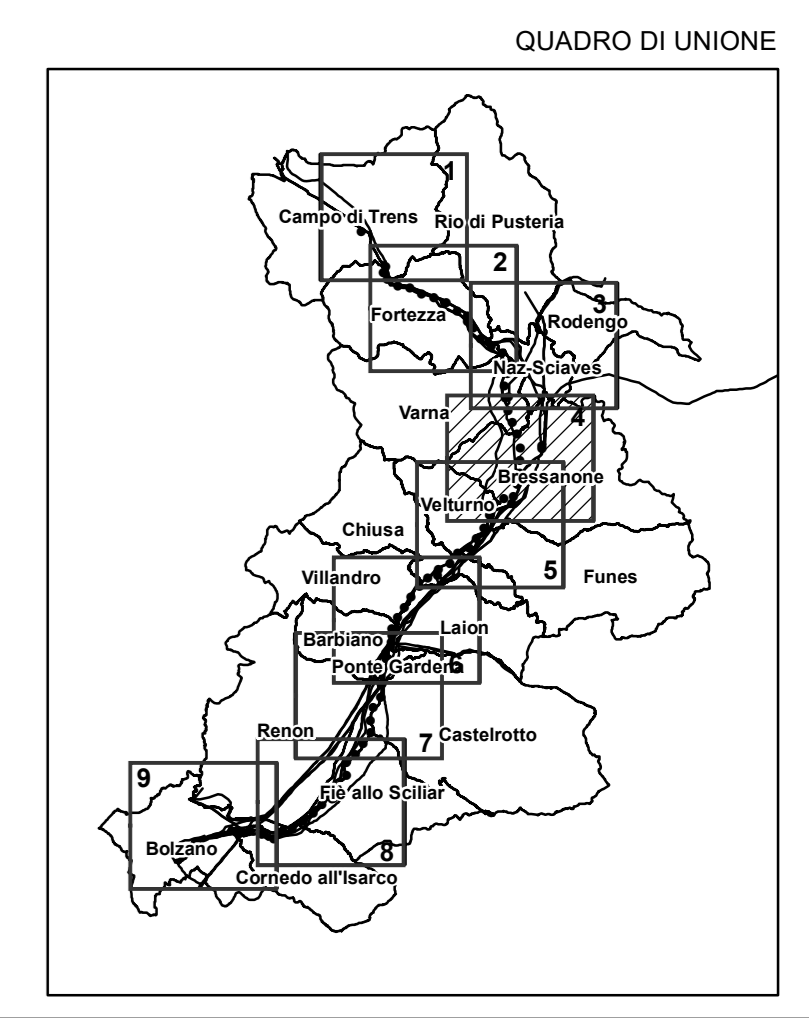 QUADRO DI UNIONE
1
Campo di Trens
Rio di Pusteria
2
3
Fortezza
Rodengo
Naz-Sciaves
Varna
4
Bressanone
Velturno
Chiusa
5
Villandro
Funes
Laion
Barbiano
Ponte Gardena
6
Renon
7
Castelrotto
9
Fiè allo Sciliar
Bolzano
8
Cornedo all'Isarco